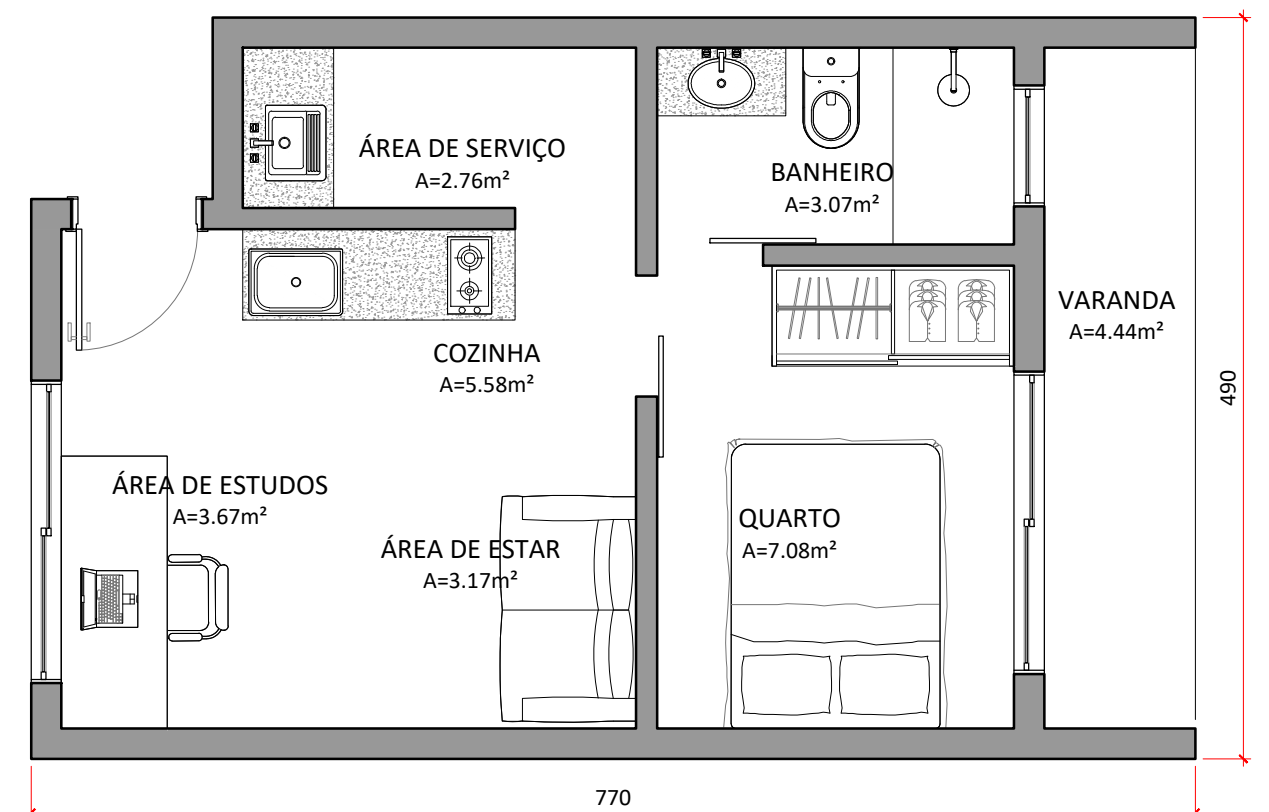 ÁREA DE SERVIÇO
A=2.76m²
BANHEIRO
A=3.07m²
VARANDA
A=4.44m²
COZINHA
A=5.58m²
490
ÁREA DE ESTUDOS
A=3.67m²
ÁREA DE ESTAR
A=3.17m²
QUARTO
A=7.08m²
770